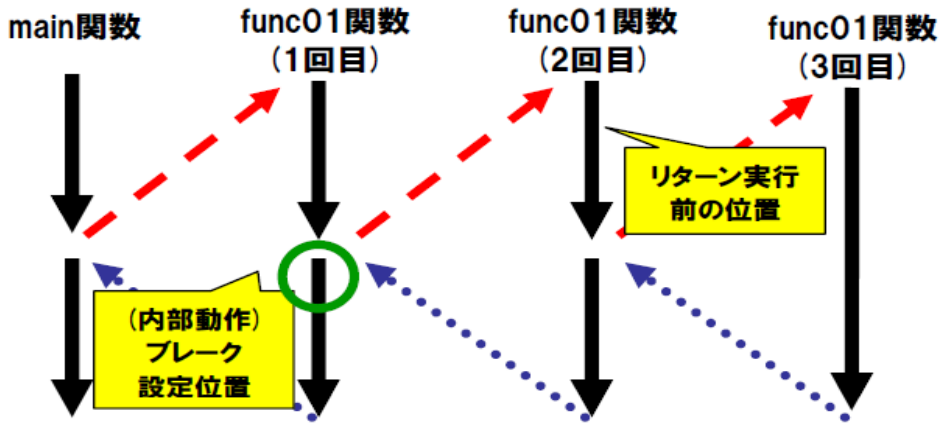 main関数
func01関数
(1回目)
func01関数
(2回目)
func01関数
(3回目)
リターン実行
前の位置
(内部動作)
ブレーク
設定位置